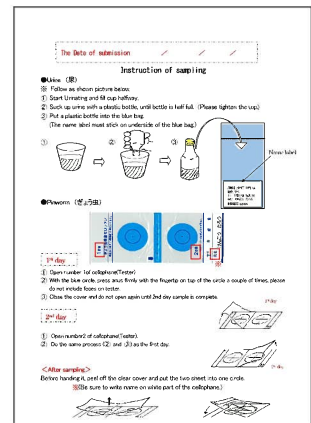 The Date of submission / / /
Instruction of sampling
●Urine （尿）
※ Follow as shown picture below.
① Start Urinating and fill cup halfway.
② Suck up urine with a plastic bottle, until bottle is half full. (Please tighten the cup.)
③ Put a plastic bottle into the blue bag.
(The name label must stick on underside of the blue bag.)
① ② ③
Name label
●Pinworm （ぎょう虫）
1st day
① Open number 1of cellophane(Tester)
② With the blue circle, press anus firmly with the fingertip on top of the circle a couple of times, please
do not include feces on tester.
③ Close the cover and do not open again until 2nd day sample is complete.
1st day
2nd day
① Open number2 of cellophane(Tester).
② Do the same process ② and ③ as the first day.
<After sampling>
Before handing it, peel off the clear cover and put the two sheet into one circle.
※(Be sure to write name on white part of the cellophane.)